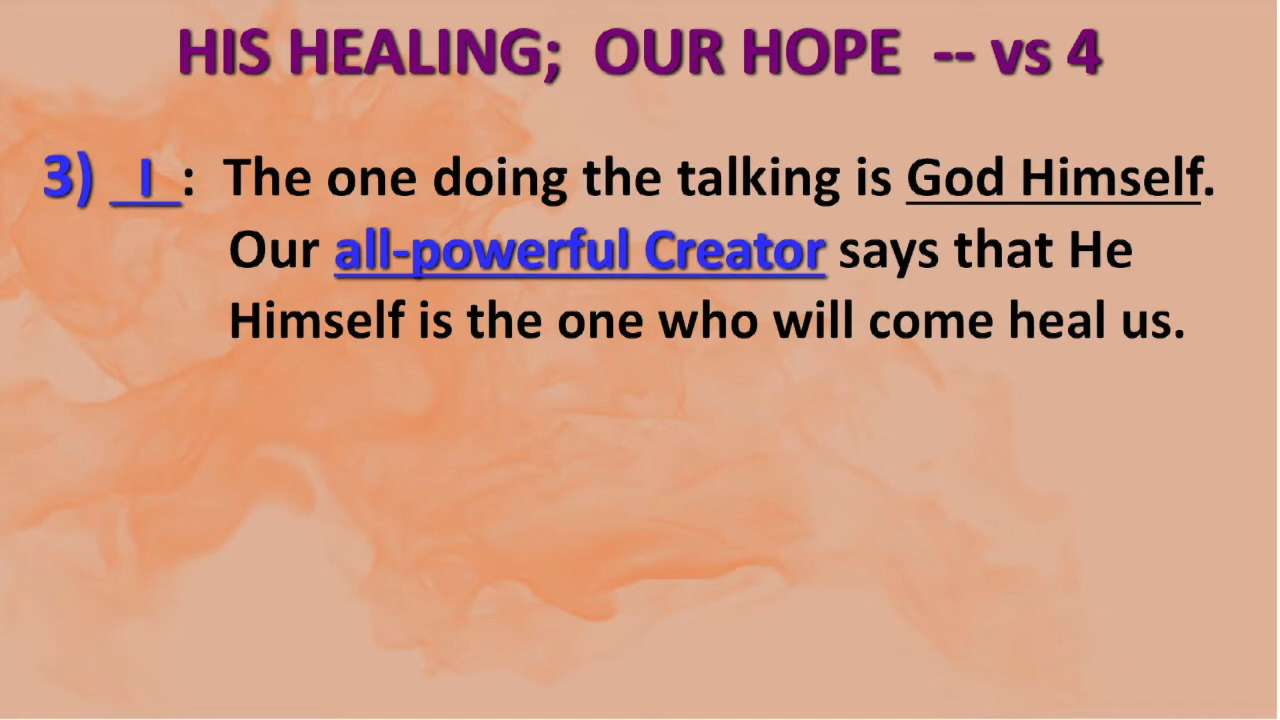 HIS HEALING; OUR HOPE -- vs 4
3) _I_: The one doing the talking is God Himself.
Our all-powerful Creator says that He
Himself is the one who will come heal us.